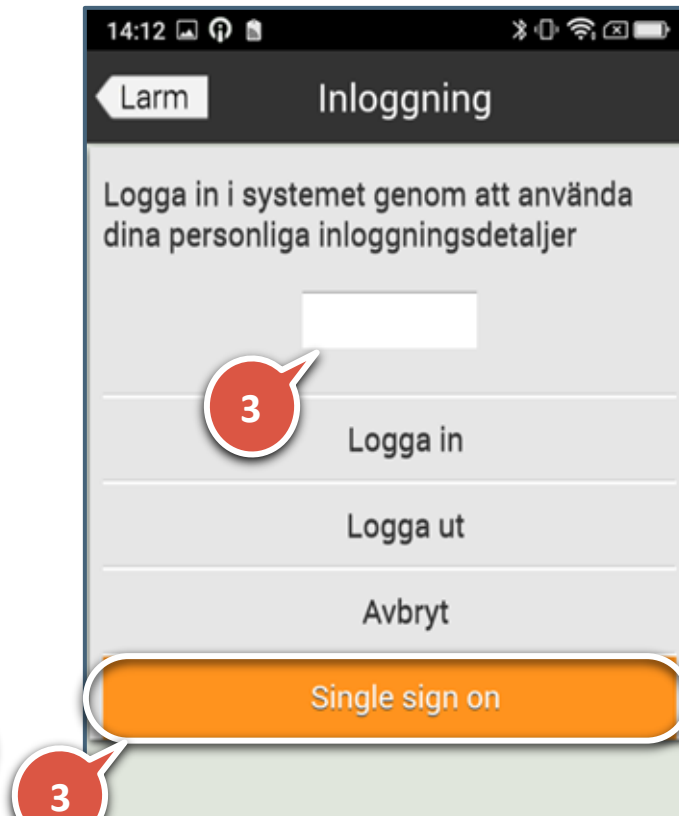 14:12
Larm
Inloggning
Logga in i systemet genom att använda
dina personliga inloggningsdetaljer
3
Logga in
Logga ut
Avbryt
Single sign on
3